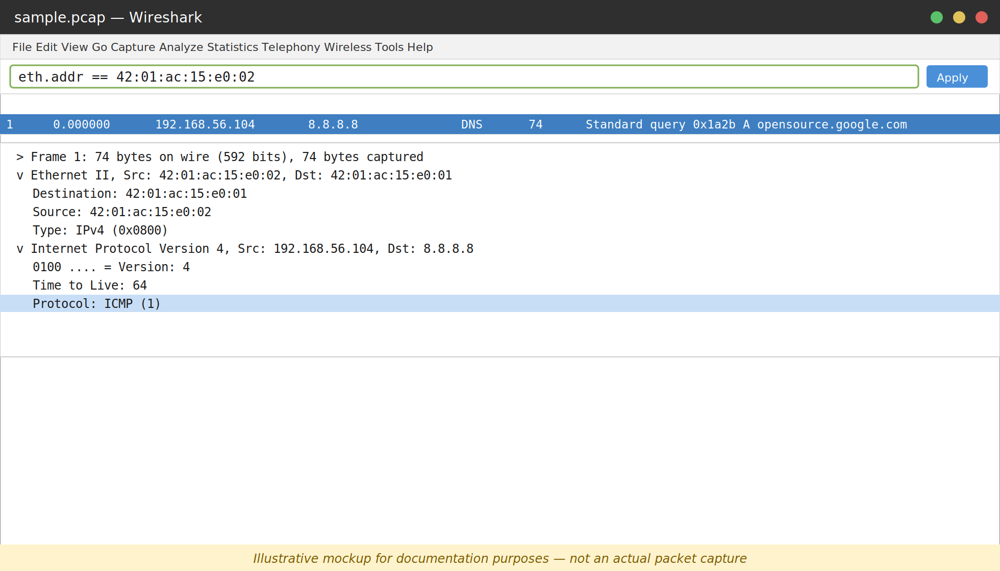 sample.pcap — Wireshark
File Edit View Go Capture Analyze Statistics Telephony Wireless Tools Help
eth.addr == 42:01:ac:15:e0:02
Apply
1 0.000000 192.168.56.104 8.8.8.8 DNS 74 Standard query 0x1a2b A opensource.google.com
> Frame 1: 74 bytes on wire (592 bits), 74 bytes captured
v Ethernet II, Src: 42:01:ac:15:e0:02, Dst: 42:01:ac:15:e0:01
Destination: 42:01:ac:15:e0:01
Source: 42:01:ac:15:e0:02
Type: IPv4 (0x0800)
v Internet Protocol Version 4, Src: 192.168.56.104, Dst: 8.8.8.8
0100 .... = Version: 4
Time to Live: 64
Protocol: ICMP (1)
Illustrative mockup for documentation purposes — not an actual packet capture